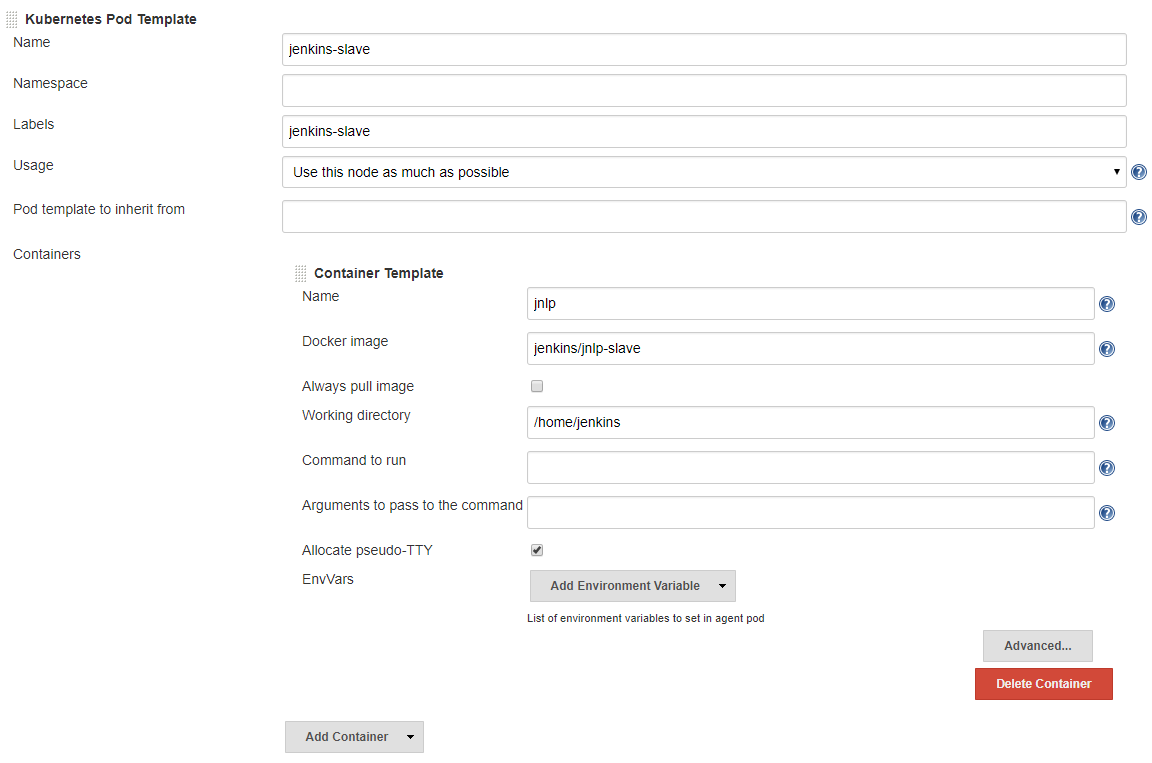 Kubernetes Pod Template
Name
jenkins-slave
Namespace
Labels
jenkins-slave
Usage
Use this node as much as possible
Pod template to inherit from
Containers
Container Template
Name
jnlp
Docker image
jenkins/jnlp-slave
Always pull image
Working directory
/home/jenkins
Command to run
Arguments to pass to the command
Allocate pseudo-TTY
EnvVars
Add Environment Variable
List of environment variables to set in agent pod
Advanced...
Delete Container
Add Container